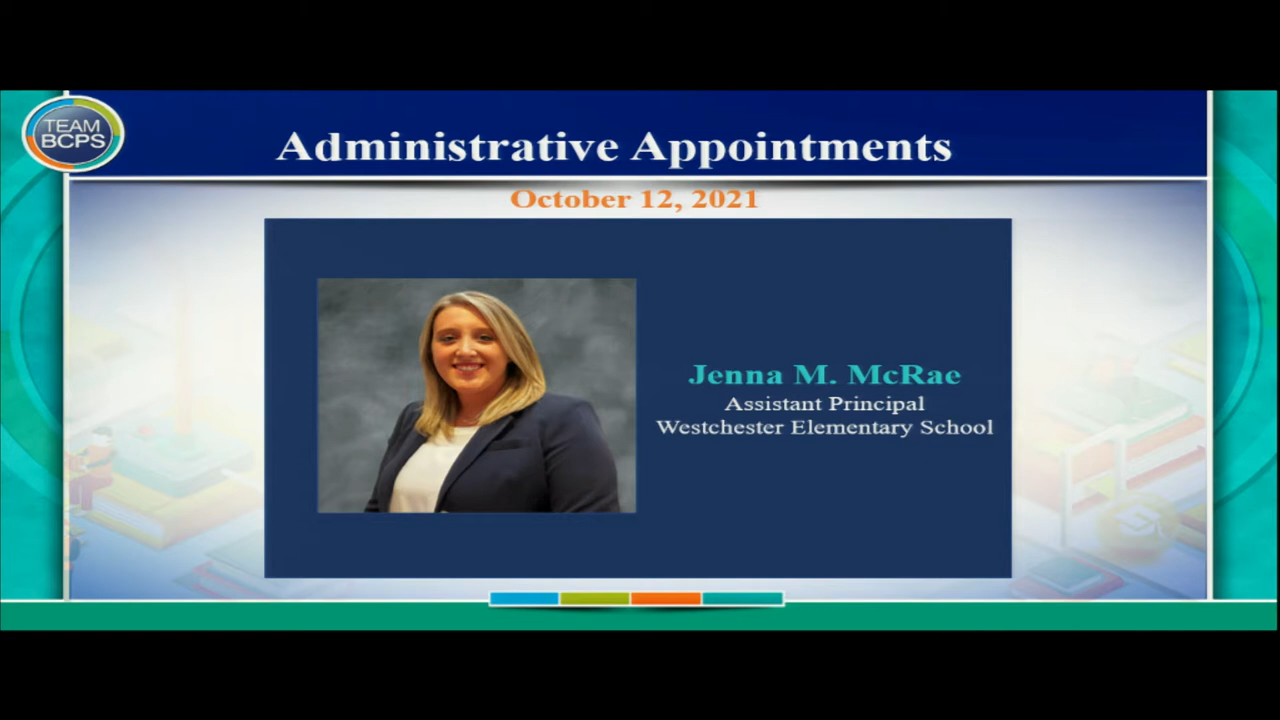 TEAM
BCPS
Administrative Appointments
October 12, 2021
Jenna M. McRae
Assistant Principal
Westchester Elementary School